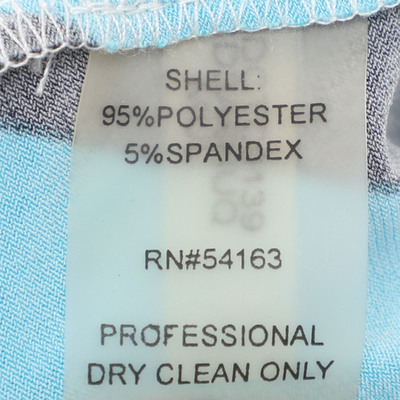 SHELL:
95%POLYESTER
5%SPANDEX
RN#54163
PROFESSIONAL
DRY CLEAN ONLY